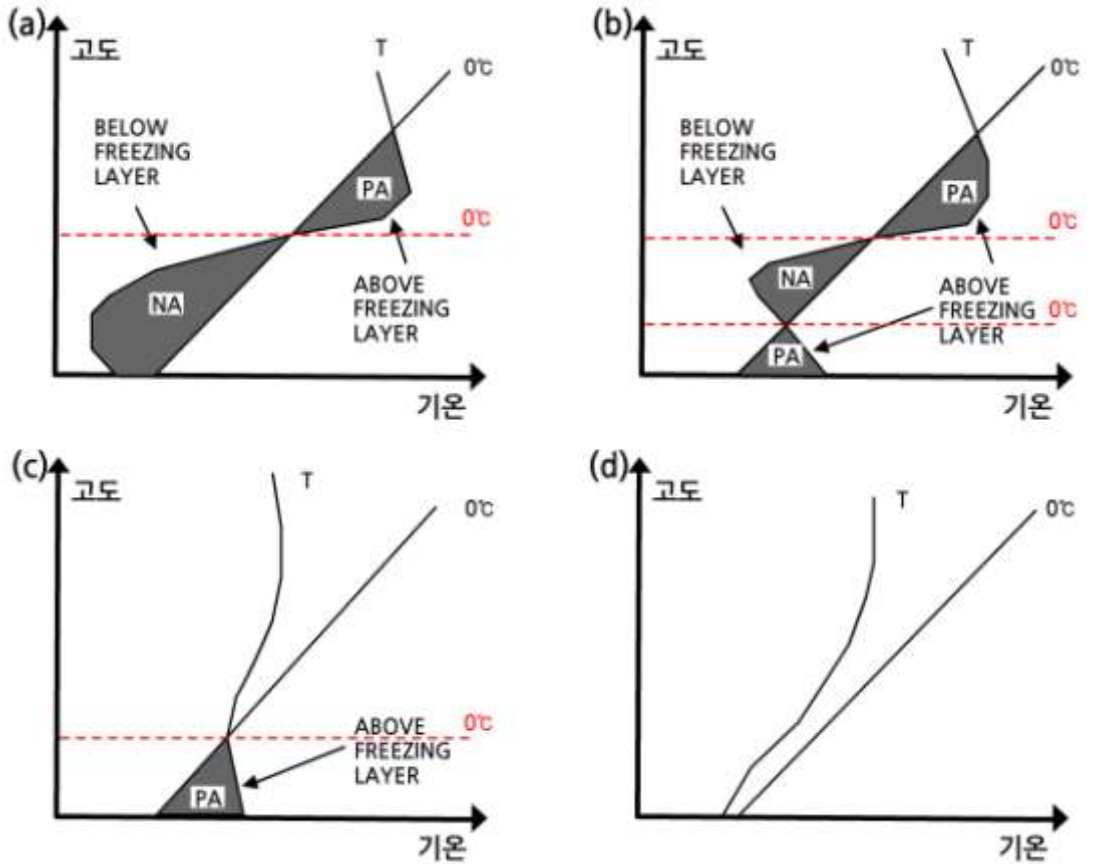 (a)
고도
T
0℃
BELOW
FREEZING
LAYER
PA
0℃
NA
ABOVE
FREEZING
LAYER
기온
(b)
고도
T
0℃
BELOW
FREEZING
LAYER
PA
0℃
NA
ABOVE
FREEZING
LAYER
0℃
PA
기온
(c)
고도
T
0℃
0℃
ABOVE
FREEZING
LAYER
PA
기온
(d)
고도
T
0℃
기온